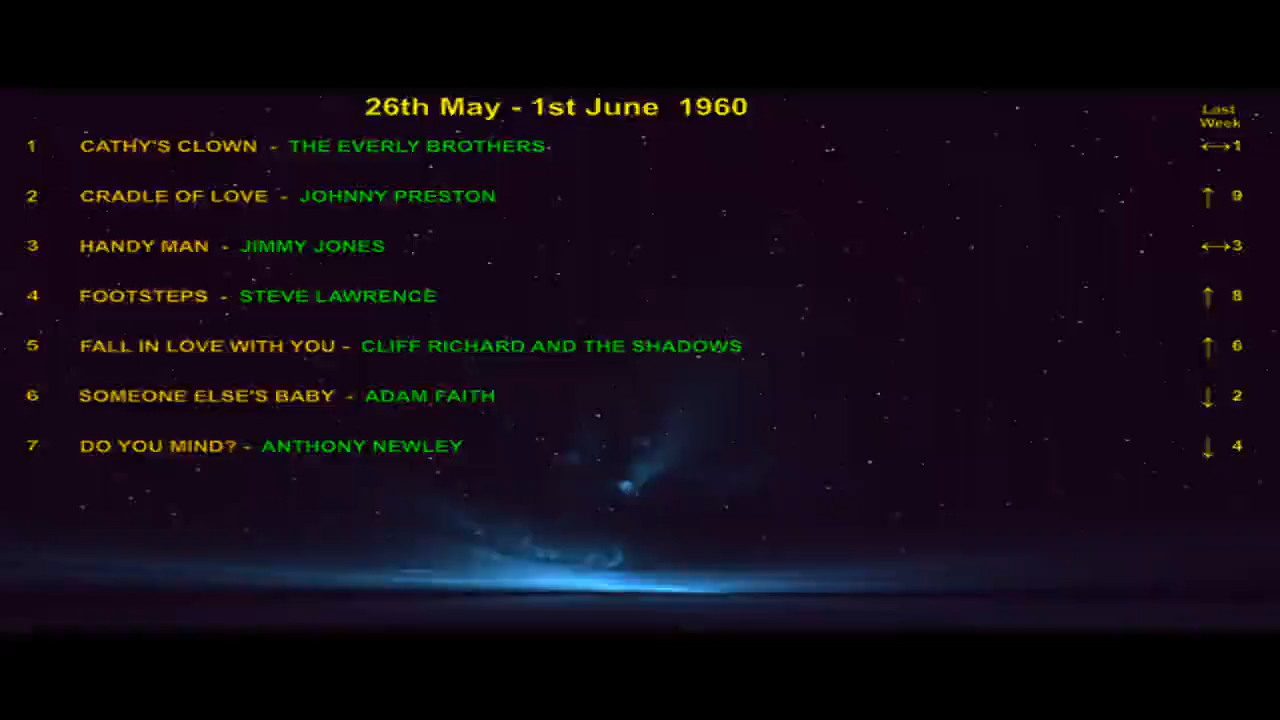 26th May - 1st June 1960
Last
Week
1 CATHY'S CLOWN - THE EVERLY BROTHERS ↔1
2 CRADLE OF LOVE - JOHNNY PRESTON ↑ 9
3 HANDY MAN - JIMMY JONES ↔3
4 FOOTSTEPS - STEVE LAWRENCE ↑ 8
5 FALL IN LOVE WITH YOU - CLIFF RICHARD AND THE SHADOWS ↑ 6
6 SOMEONE ELSE'S BABY - ADAM FAITH ↓ 2
7 DO YOU MIND? - ANTHONY NEWLEY ↓ 4